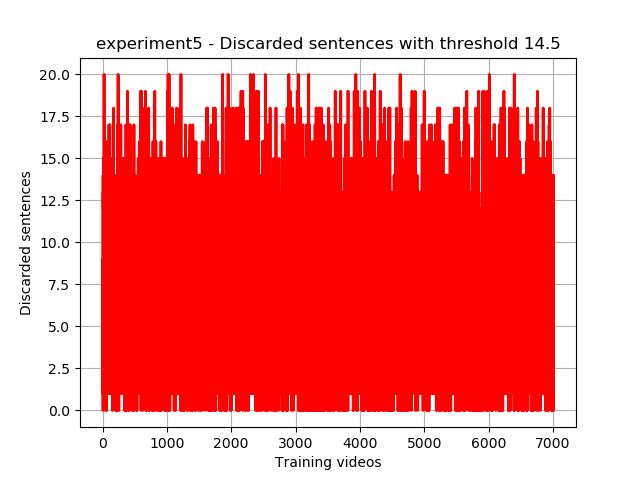 experiment5 - Discarded sentences with threshold 14.5
20.0
17.5
15.0
12.5
10.0
7.5
5.0
2.5
0.0
Discarded sentences
0 1000 2000 3000 4000 5000 6000 7000
Training videos